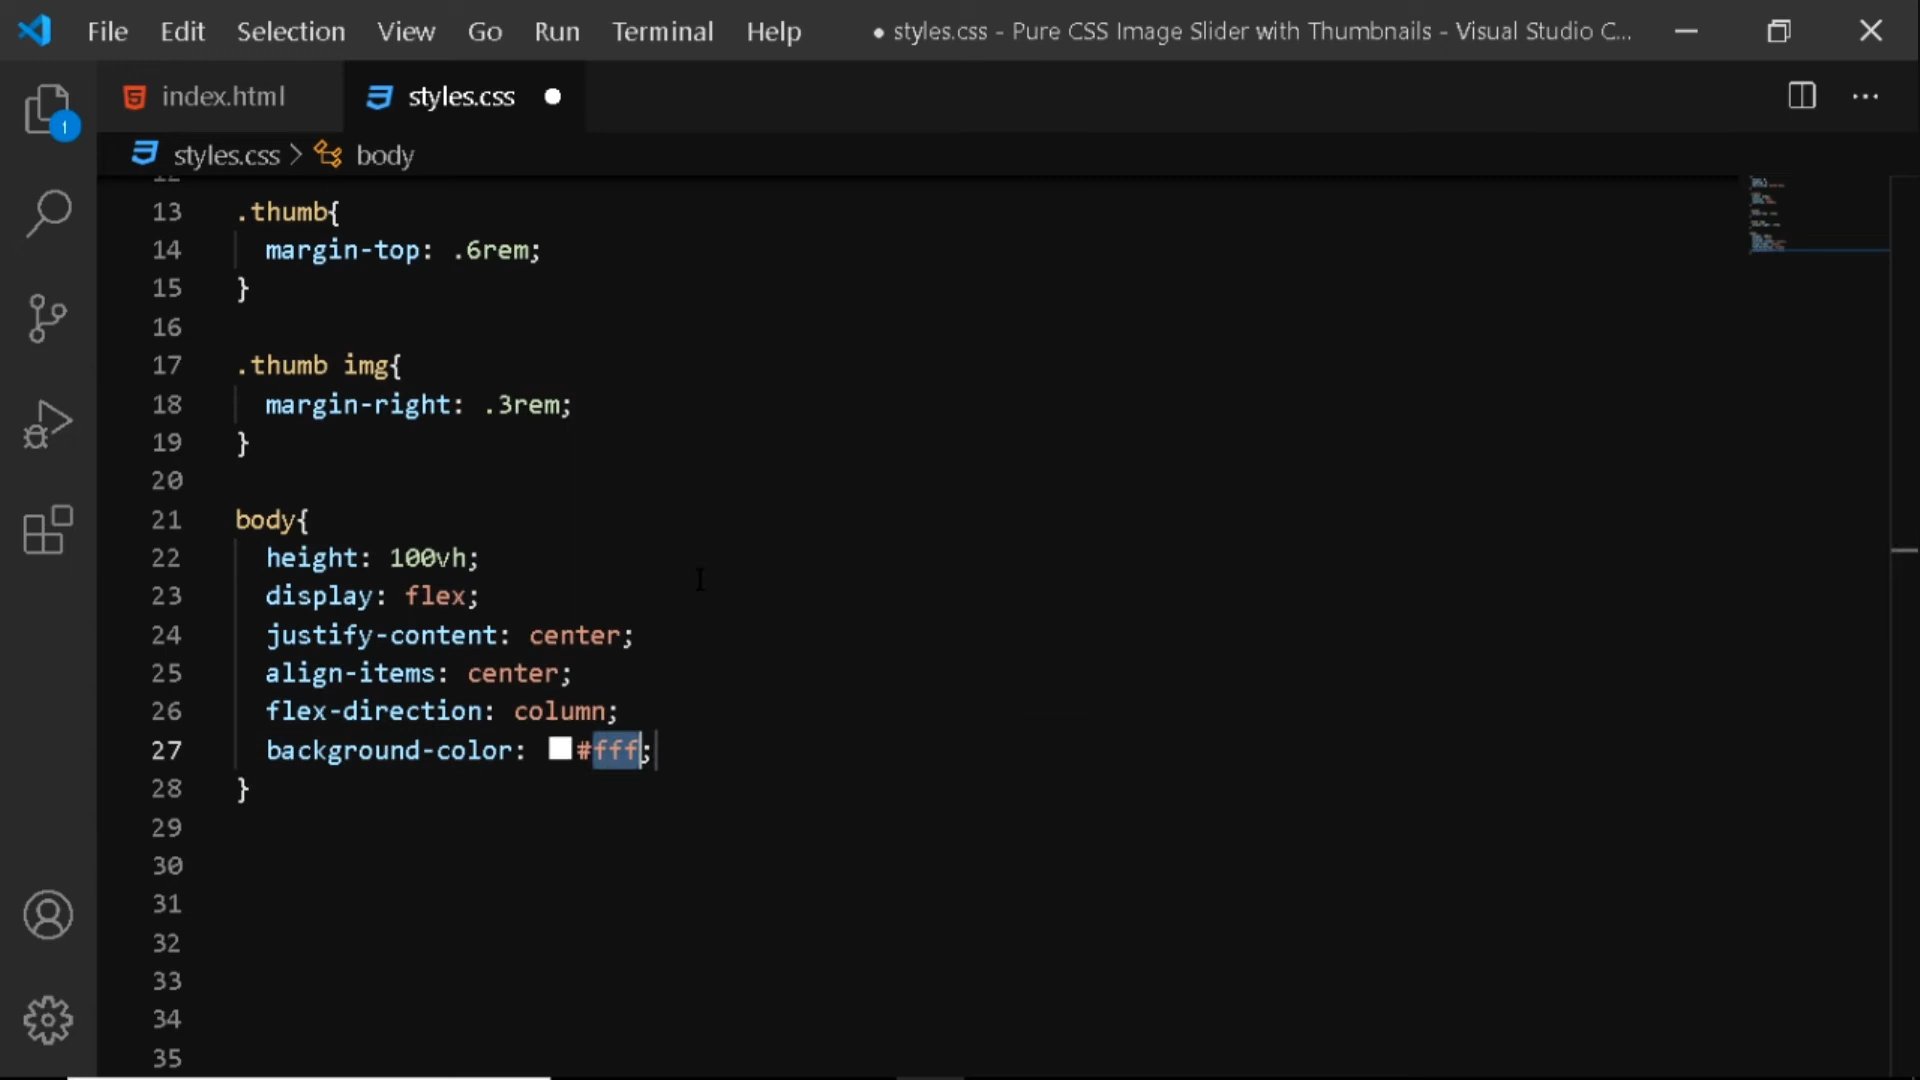 File Edit Selection View Go Run Terminal Help ● styles.css - Pure CSS Image Slider with Thumbnails - Visual Studio C...
index.html styles.css ●
1
styles.css > body
12
13 .thumb{
14 margin-top: .6rem;
15 }
16
17 .thumb img{
18 margin-right: .3rem;
19 }
20
21 body{
22 height: 100vh;
23 display: flex;
24 justify-content: center;
25 align-items: center;
26 flex-direction: column;
27 background-color: #fff;
28 }
29
30
31
32
33
34
35